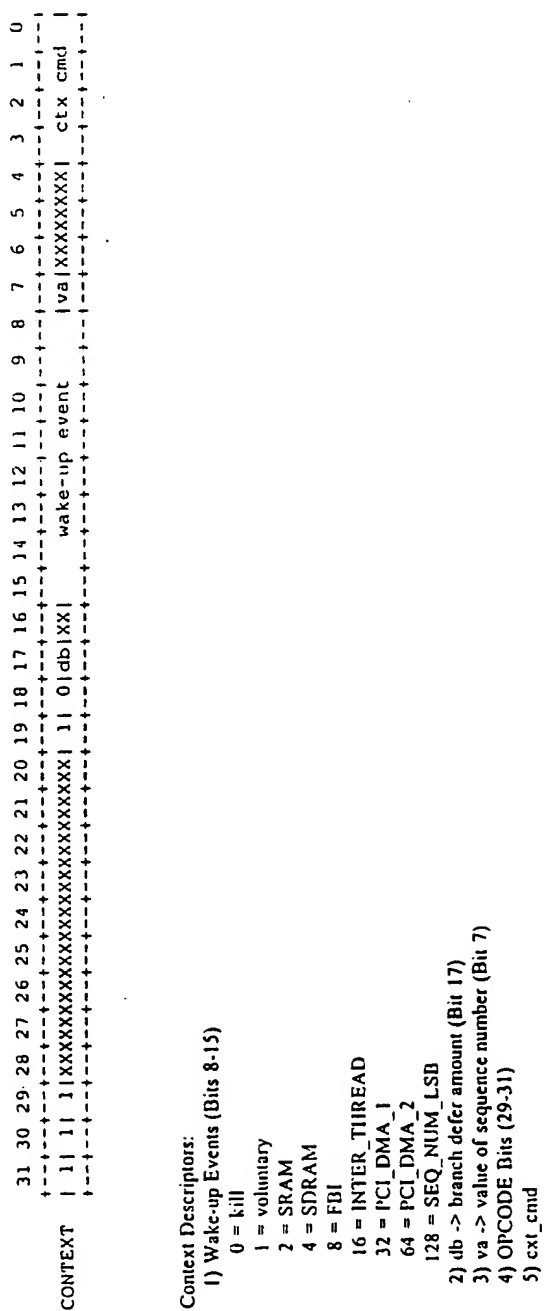 31 30 29 28 27 26 25 24 23 22 21 20 19 18 17 16 15 14 13 12 11 10 9 8 7 6 5 4 3 2 1 0
+--+--+--+--+--+--+--+--+--+--+--+--+--+--+--+--+--+--+--+--+--+--+--+--+--+--+--+--+--+--+--+--+
CONTEXT | 1| 1| 1|XXXXXXXXXXXXXXXXXXXXXXXXXX| 1| 0|db|XX| wake-up event |va|XXXXXXXX| ctx cmd |
+--+--+--+--+--+--+--+--+--+--+--+--+--+--+--+--+--+--+--+--+--+--+--+--+--+--+--+--+--+--+--+--+
Context Descriptors:
1) Wake-up Events (Bits 8-15)
0 = kill
1 = voluntary
2 = SRAM
4 = SDRAM
8 = FBI
16 = INTER_THREAD
32 = PCI_DMA_1
64 = PCI_DMA_2
128 = SEQ_NUM_LSB
2) db -> branch defer amount (Bit 17)
3) va -> value of sequence number (Bit 7)
4) OPCODE Bits (29-31)
5) cxt_cmd